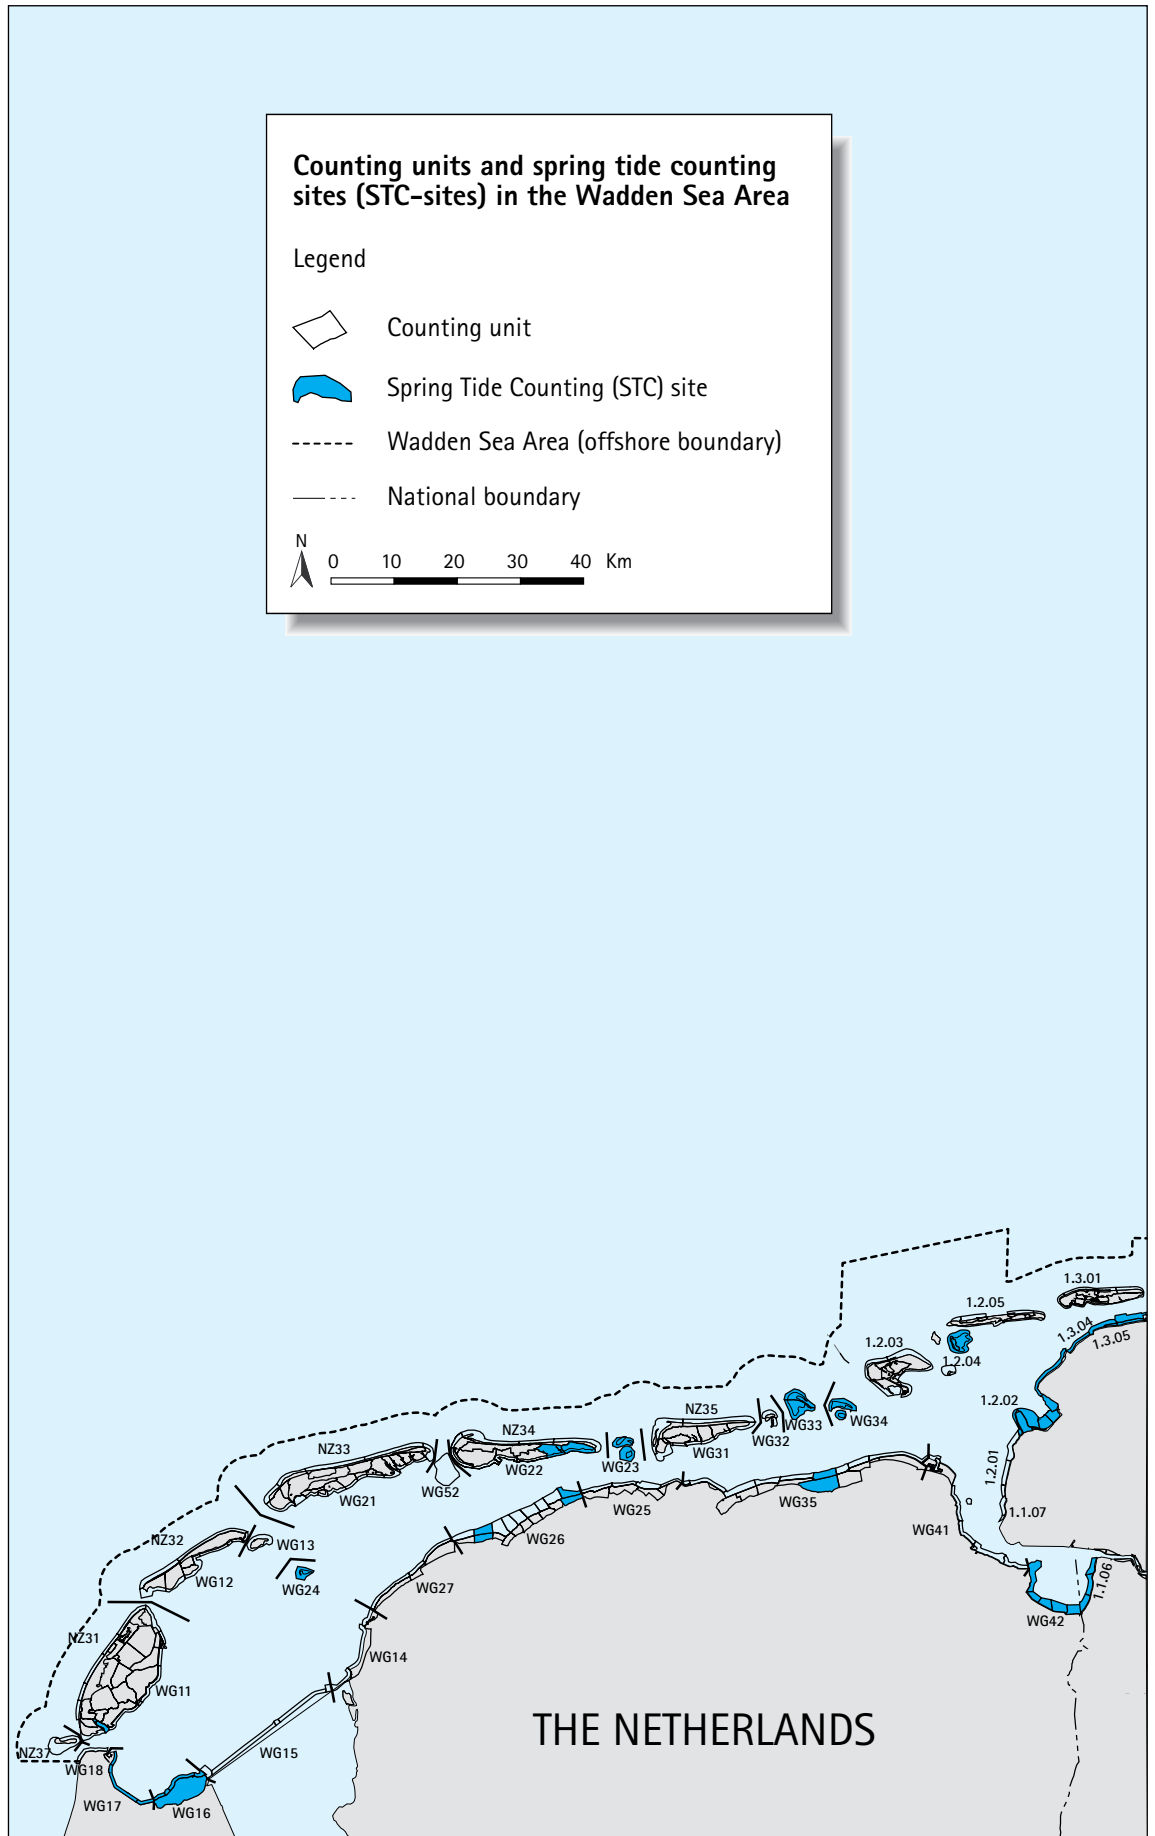 Counting units and spring tide counting
sites (STC-sites) in the Wadden Sea Area
Legend
Counting unit
Spring Tide Counting (STC) site
Wadden Sea Area (offshore boundary)
National boundary
N
0 10 20 30 40 Km
1.3.01
1.2.05
1.3.04
1.3.05
1.2.03
1.2.04
1.2.02
NZ35
WG33
WG34
NZ34
WG32
WG31
NZ33
WG22
WG23
1.2.01
WG21
WG52
WG35
WG25
1.1.07
WG41
WG26
NZ32
WG13
WG12
WG24
WG27
1.1.06
WG42
NZ31
WG14
WG11
THE NETHERLANDS
NZ37
WG15
WG18
WG17
WG16